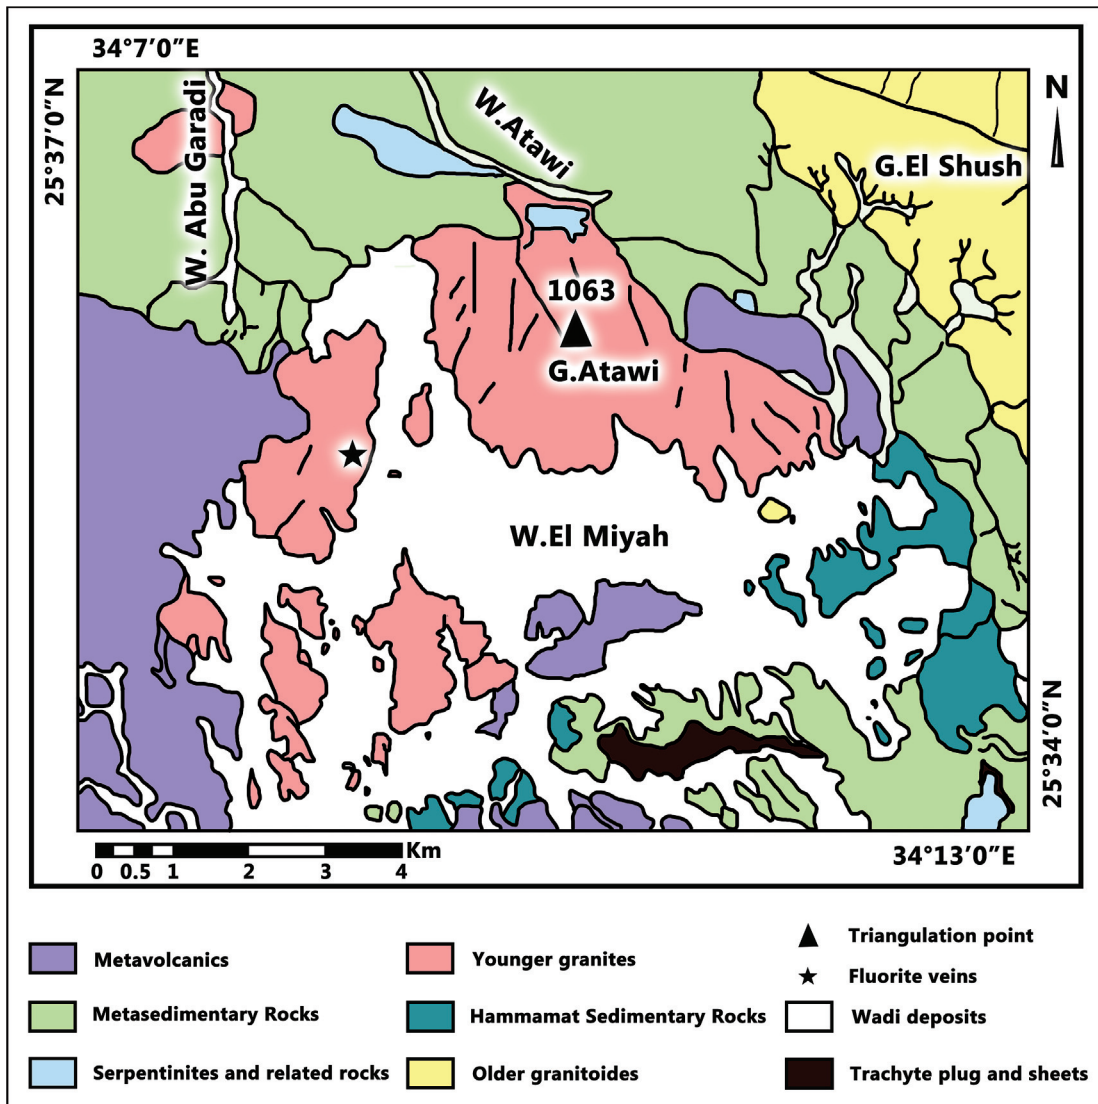 34°7’0”E
25°37’0”N
N
W. Abu Garadi
W.Atawi
G.El Shush
1063
G.Atawi
W.El Miyah
25°34’0”N
34°13’0”E
Km
0 0.5 1 2 3 4
Metavolcanics
Metasedimentary Rocks
Serpentinites and related rocks
Younger granites
Hammamat Sedimentary Rocks
Older granitoides
Triangulation point
Fluorite veins
Wadi deposits
Trachyte plug and sheets